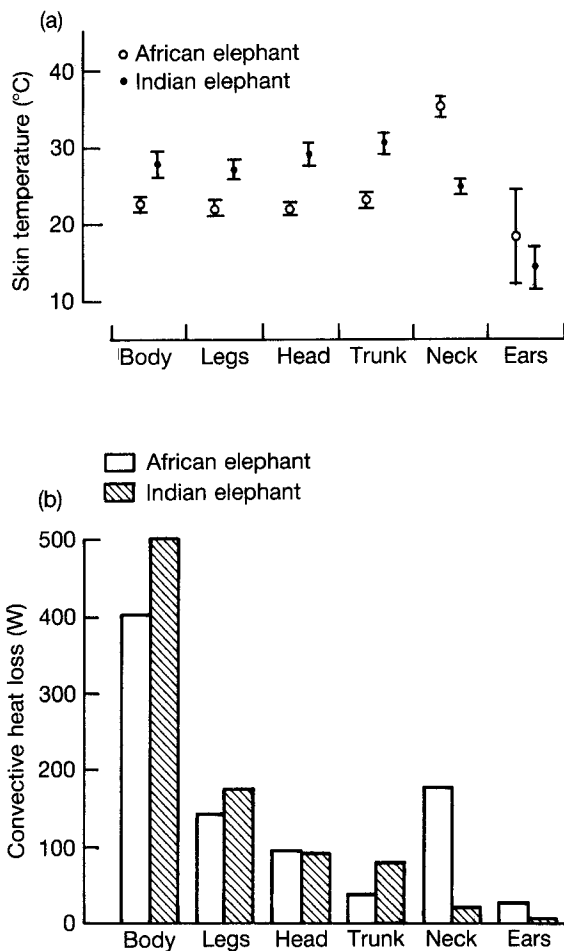 (a)
African elephant
Indian elephant
Skin temperature (°C)
40
30
20
10
Body Legs Head Trunk Neck Ears
African elephant
Indian elephant
(b)
Convective heat loss (W)
500
400
300
200
100
0
Body Legs Head Trunk Neck Ears